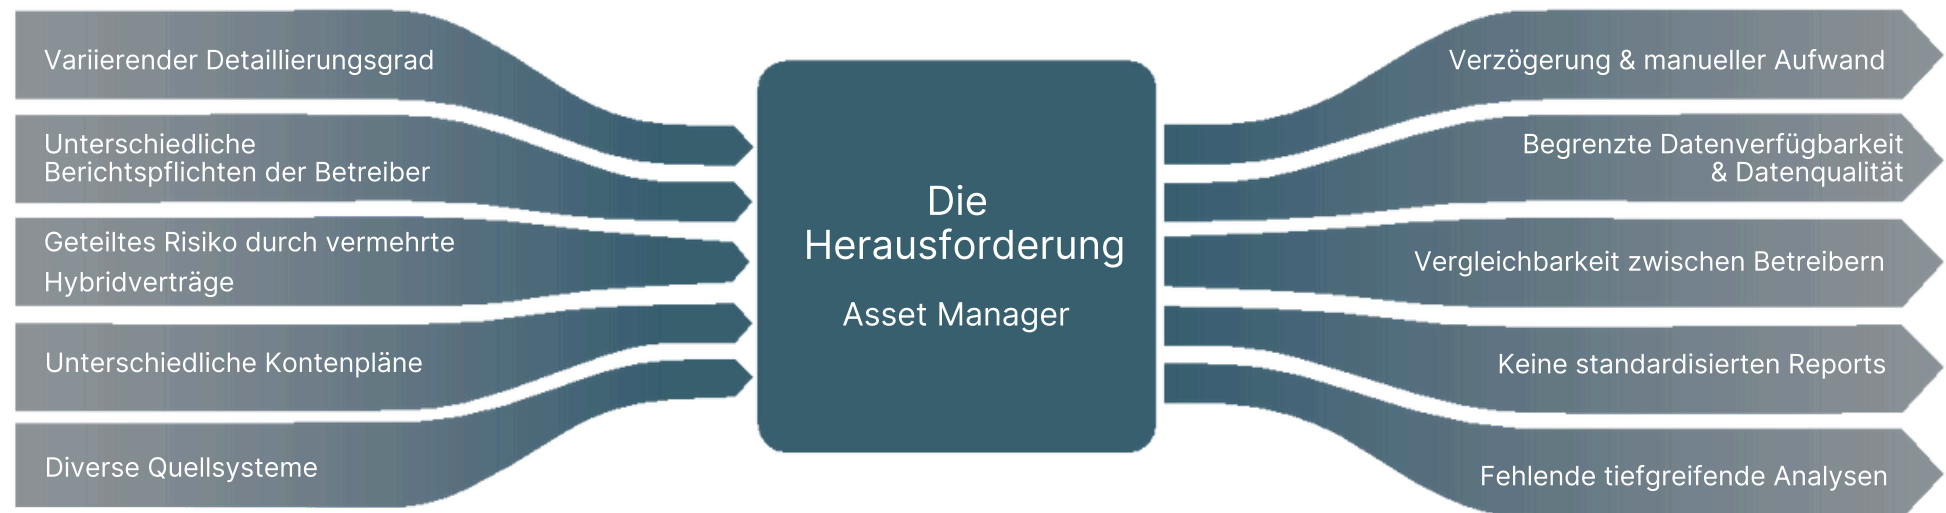 Variierender Detaillierungsgrad
Unterschiedliche
Berichtspflichten der Betreiber
Geteiltes Risiko durch vermehrte
Hybridverträge
Unterschiedliche Kontenpläne
Diverse Quellsysteme
Die
Herausforderung
Asset Manager
Verzögerung & manueller Aufwand
Begrenzte Datenverfügbarkeit
& Datenqualität
Vergleichbarkeit zwischen Betreibern
Keine standardisierten Reports
Fehlende tiefgreifende Analysen